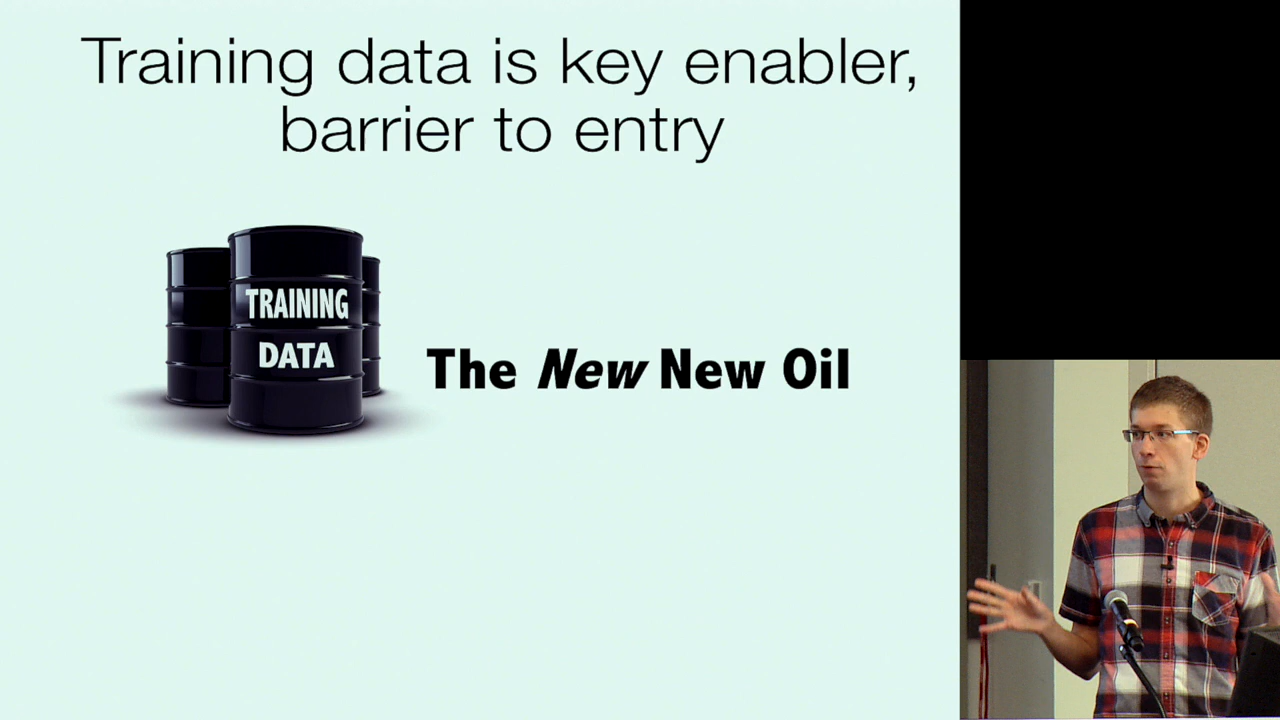 Training data is key enabler,
barrier to entry
TRAINING
DATA
The New New Oil